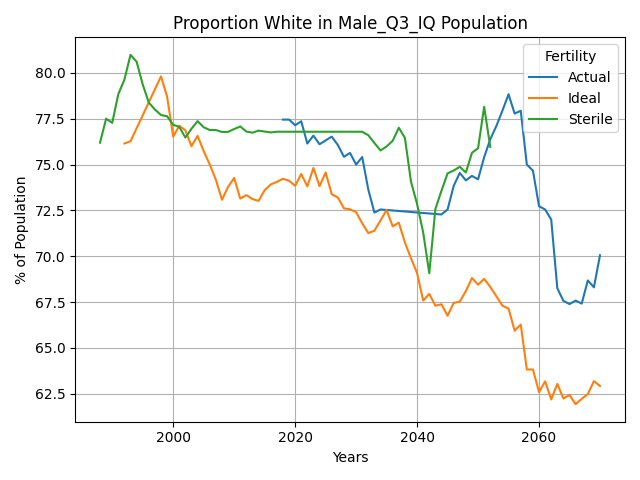 Proportion White in Male_Q3_IQ Population
% of Population
80.0
77.5
75.0
72.5
70.0
67.5
65.0
62.5
2000
2020
2040
2060
Years
Fertility
Actual
Ideal
Sterile